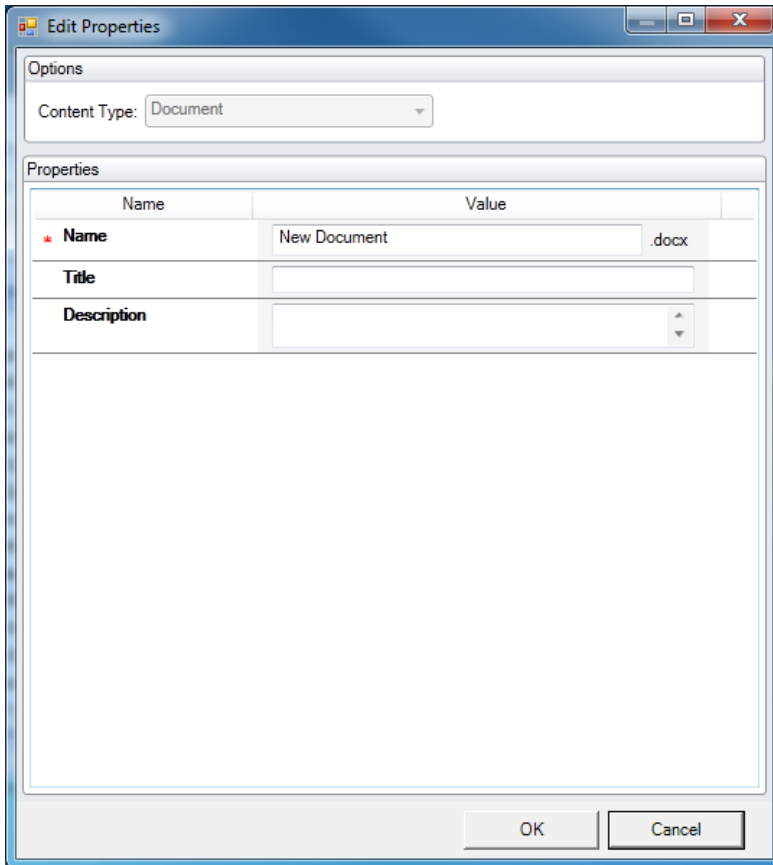 Edit Properties
Options
Content Type: Document
Properties
Name Value
* Name New Document .docx
Title
Description
OK Cancel